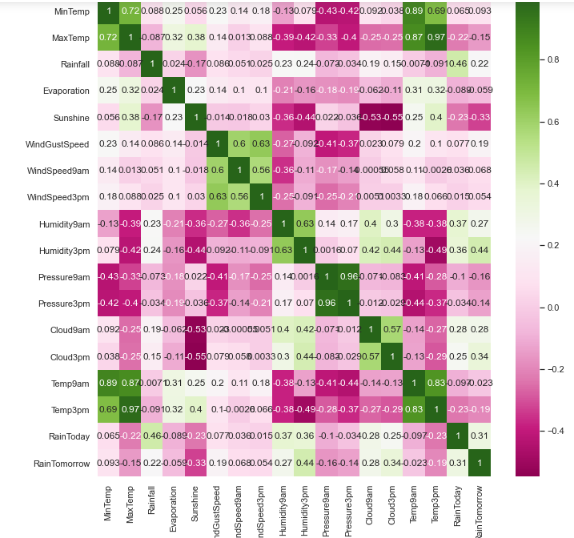 MinTemp 1 0.72 0.088 0.25 0.056 0.23 0.14 0.18 -0.13 0.079 -0.43 -0.42 0.092 0.038 0.89 0.69 0.065 0.093
MaxTemp 0.72 1 -0.087 0.32 0.38 0.14 0.013 0.088 -0.39 -0.42 -0.33 -0.4 -0.25 -0.25 0.87 0.97 -0.22 -0.15
Rainfall 0.088 -0.087 1 0.024 -0.17 0.086 0.051 0.025 0.23 0.24 -0.073 -0.034 0.19 0.15 0.0071 -0.091 0.46 0.22
Evaporation 0.25 0.32 0.024 1 0.23 0.14 0.1 0.1 -0.21 -0.16 -0.18 -0.19 -0.062 -0.11 0.31 0.32 -0.089 -0.059
Sunshine 0.056 0.38 -0.17 0.23 1 -0.014 -0.018 0.03 -0.36 -0.44 0.022 -0.036 -0.53 -0.55 0.25 0.4 -0.23 -0.33
WindGustSpeed 0.23 0.14 0.086 0.14 -0.014 1 0.6 0.63 -0.27 -0.092 -0.41 -0.37 0.079 0.2 0.1 0.077 0.19
WindSpeed9am 0.14 0.013 0.051 0.1 -0.018 0.6 1 0.56 -0.36 -0.11 -0.17 -0.14 0.11 0.036 0.068
WindSpeed3pm 0.18 0.088 0.025 0.1 0.03 0.63 0.56 1 -0.25 -0.091 -0.25 -0.21 0.0033 0.18 0.066 0.015 0.054
Humidity9am -0.13 -0.39 0.23 -0.21 -0.36 -0.27 -0.36 -0.25 1 0.63 0.14 0.17 0.4 0.3 -0.38 -0.38 0.37 0.27
Humidity3pm 0.079 -0.42 0.24 -0.16 -0.44 -0.092 -0.11 -0.091 0.63 1 0.0016 0.07 0.42 0.44 -0.13 -0.49 0.36 0.44
Pressure9am -0.43 -0.33 -0.073 -0.18 0.022 -0.41 -0.17 -0.25 0.14 0.0016 1 0.96 -0.071 -0.082 -0.41 -0.28 -0.1 -0.16
Pressure3pm -0.42 -0.4 -0.034 -0.19 -0.036 -0.37 -0.14 -0.21 0.17 0.07 0.96 1 -0.012 -0.029 -0.44 -0.37 -0.034 -0.14
Cloud9am 0.092 -0.25 0.19 -0.062 -0.53 0.4 0.42 -0.071 -0.012 1 0.57 -0.14 -0.27 0.28 0.28
Cloud3pm 0.038 -0.25 0.15 -0.11 -0.55 0.079 0.058 0.0033 0.3 0.44 -0.082 -0.029 0.57 1 -0.13 -0.29 0.25 0.34
Temp9am 0.89 0.87 0.0071 0.31 0.25 0.2 0.11 0.18 -0.38 -0.13 -0.41 -0.44 -0.14 -0.13 1 0.83 -0.097 -0.023
Temp3pm 0.69 0.97 -0.091 0.32 0.4 0.1 0.066 -0.38 -0.49 -0.28 -0.37 -0.27 -0.29 0.83 1 -0.23 -0.19
RainToday 0.065 -0.22 0.46 -0.089 -0.23 0.077 0.036 0.015 0.37 0.36 -0.1 -0.034 0.28 0.25 -0.097 -0.23 1 0.31
RainTomorrow 0.093 -0.15 0.22 -0.059 -0.33 0.19 0.068 0.054 0.27 0.44 -0.16 -0.14 0.28 0.34 -0.023 -0.19 0.31 1
MinTemp
MaxTemp
Rainfall
Evaporation
Sunshine
ndGustSpeed
ndSpeed9am
ndSpeed3pm
Humidity9am
Humidity3pm
Pressure9am
Pressure3pm
Cloud9am
Cloud3pm
Temp9am
Temp3pm
RainToday
ainTomorrow
0.8
0.6
0.4
0.2
0.0
-0.2
-0.4